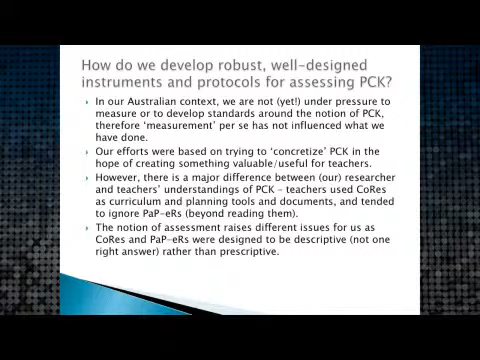 How do we develop robust, well-designed
instruments and protocols for assessing PCK?
In our Australian context, we are not (yet!) under pressure to
measure or to develop standards around the notion of PCK,
therefore ‘measurement’ per se has not influenced what we
have done.
Our efforts were based on trying to ‘concretize’ PCK in the
hope of creating something valuable/useful for teachers.
However, there is a major difference between (our) researcher
and teachers’ understandings of PCK – teachers used CoRes
as curriculum and planning tools and documents, and tended
to ignore PaP-eRs (beyond reading them).
The notion of assessment raises different issues for us as
CoRes and PaP-eRs were designed to be descriptive (not one
right answer) rather than prescriptive.